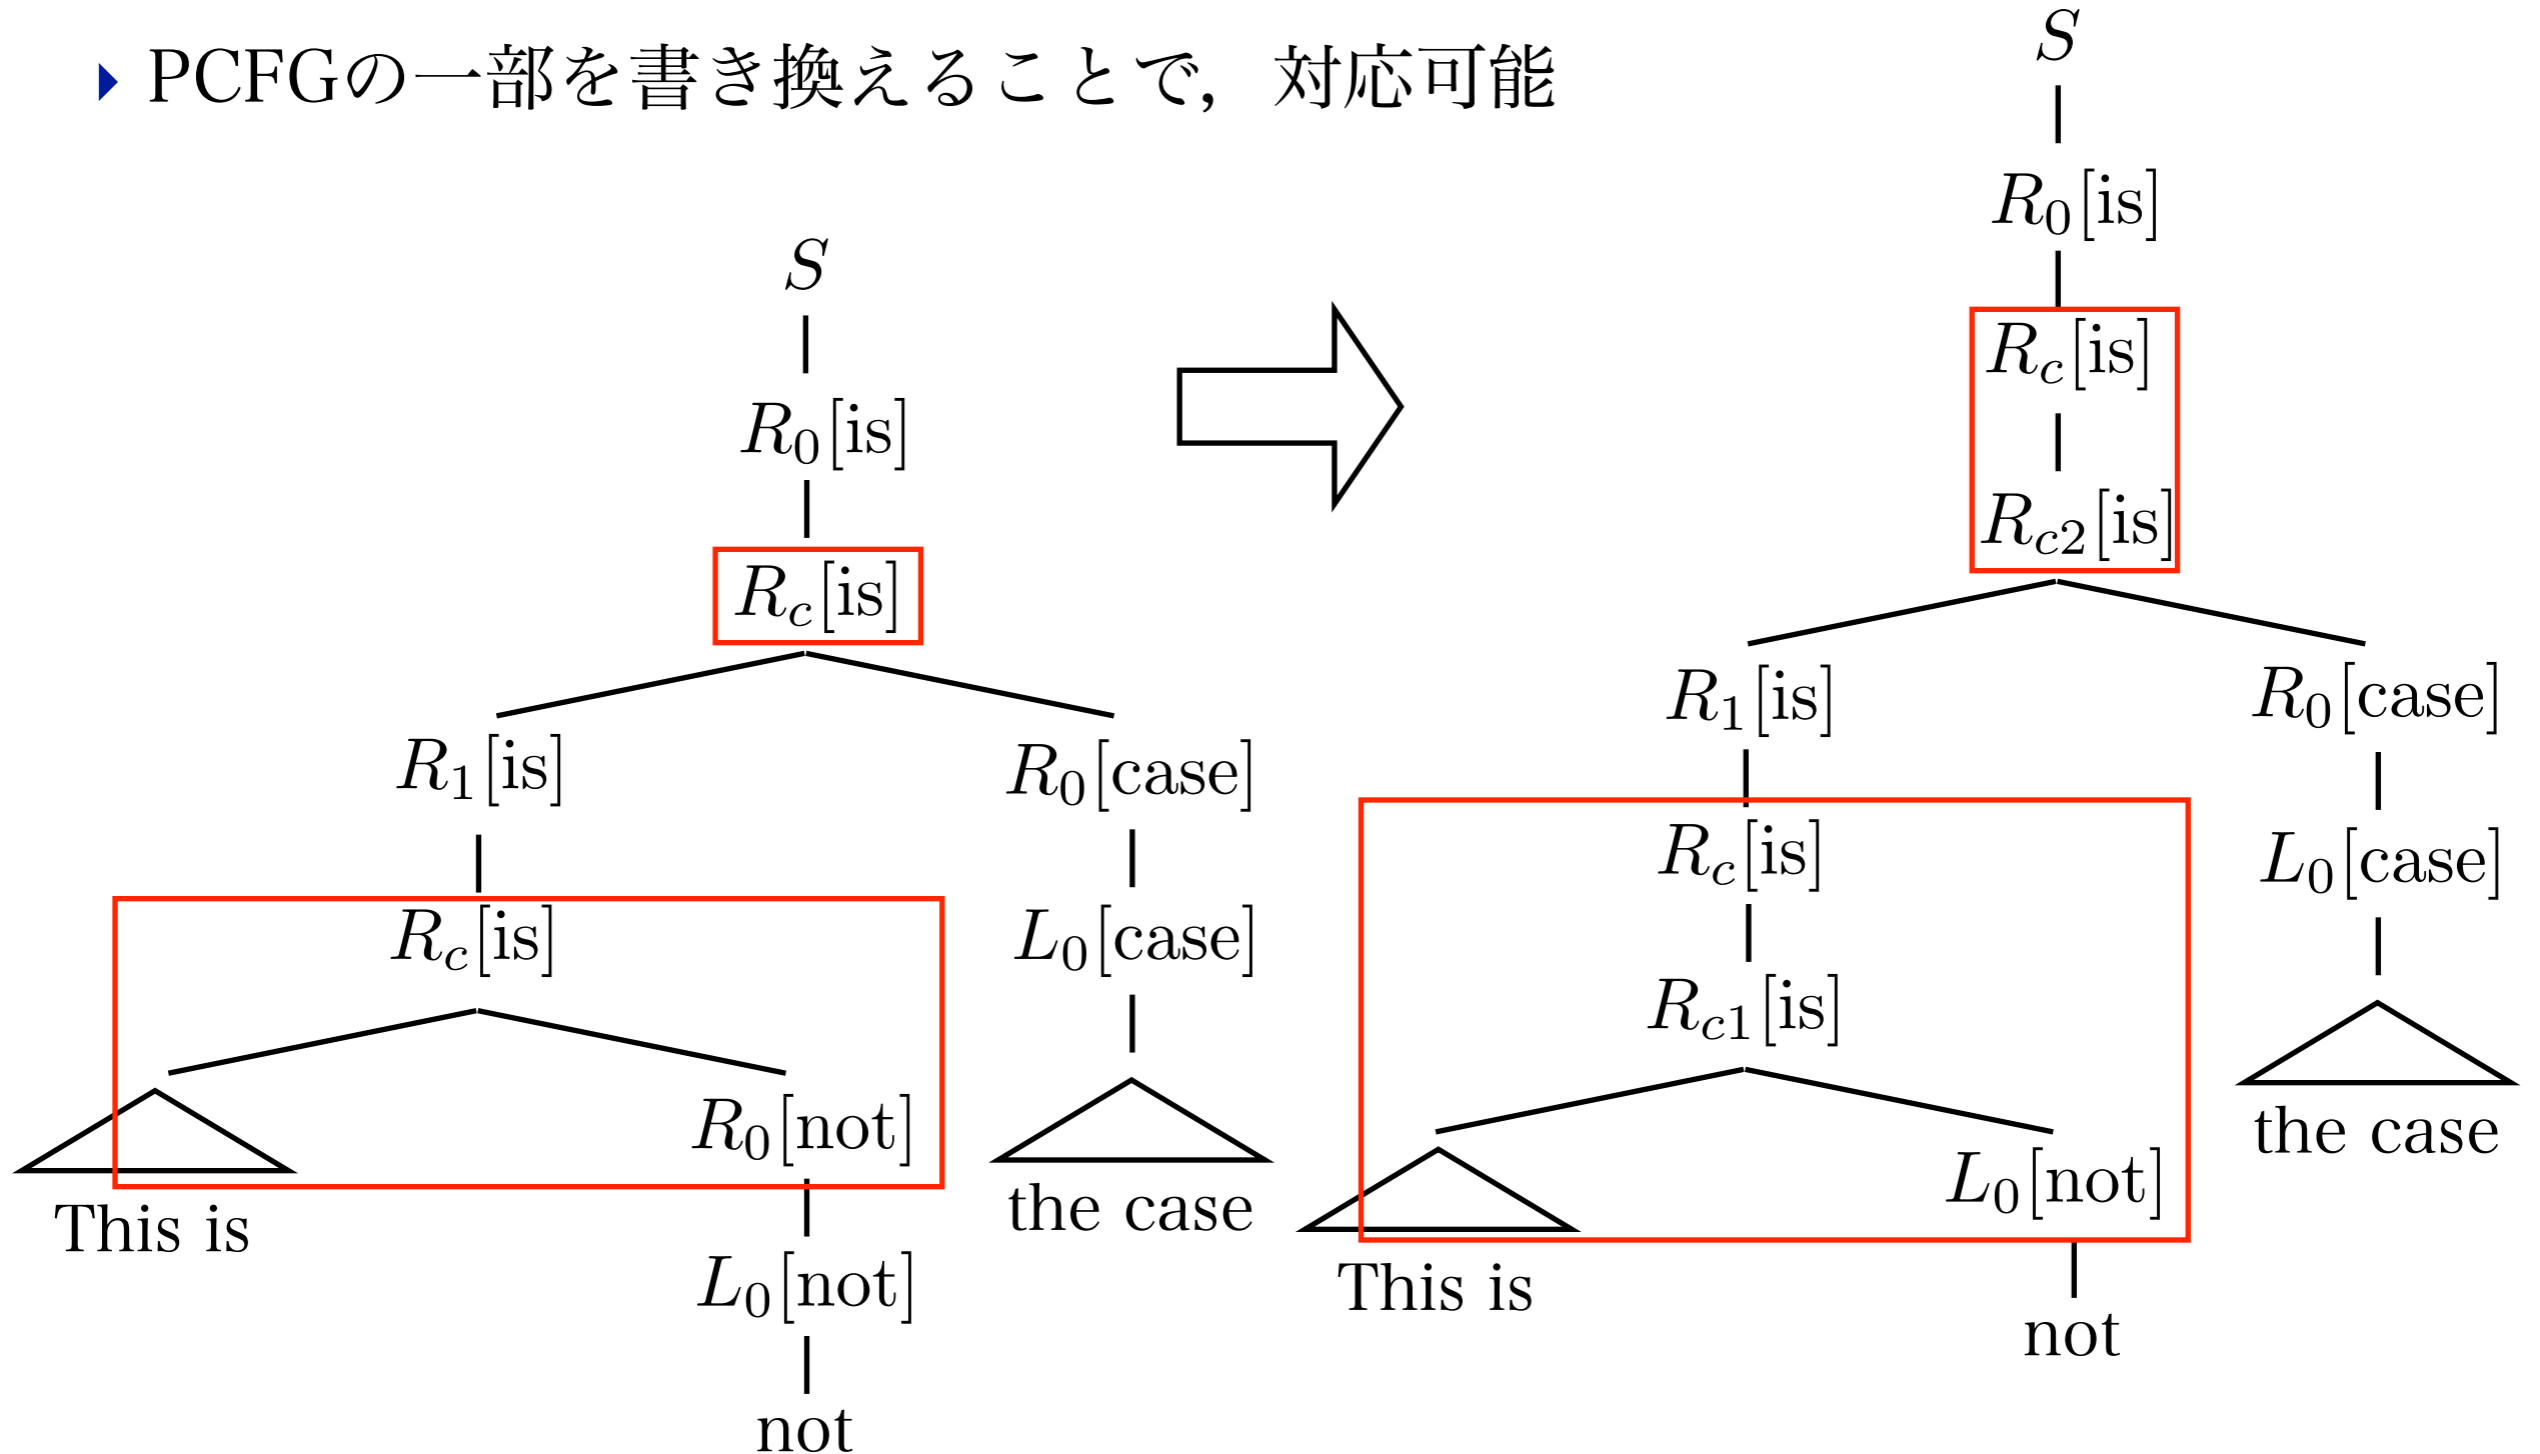 PCFGの一部を書き換えることで，対応可能
S
R0[is]
Rc[is]
R1[is]
R0[case]
Rc[is]
L0[case]
R0[not]
This is
the case
L0[not]
not
S
R0[is]
Rc[is]
Rc2[is]
R1[is]
R0[case]
Rc[is]
L0[case]
Rc1[is]
the case
L0[not]
This is
not